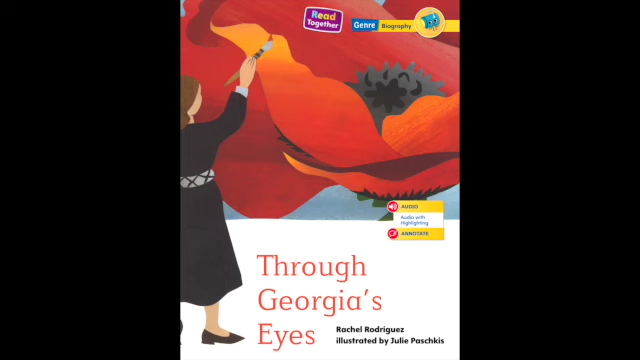 Read
Together
Genre Biography
AUDIO
Audio with
Highlighting
ANNOTATE
Through
Georgia's
Eyes
Rachel Rodríguez
illustrated by Julie Paschkis